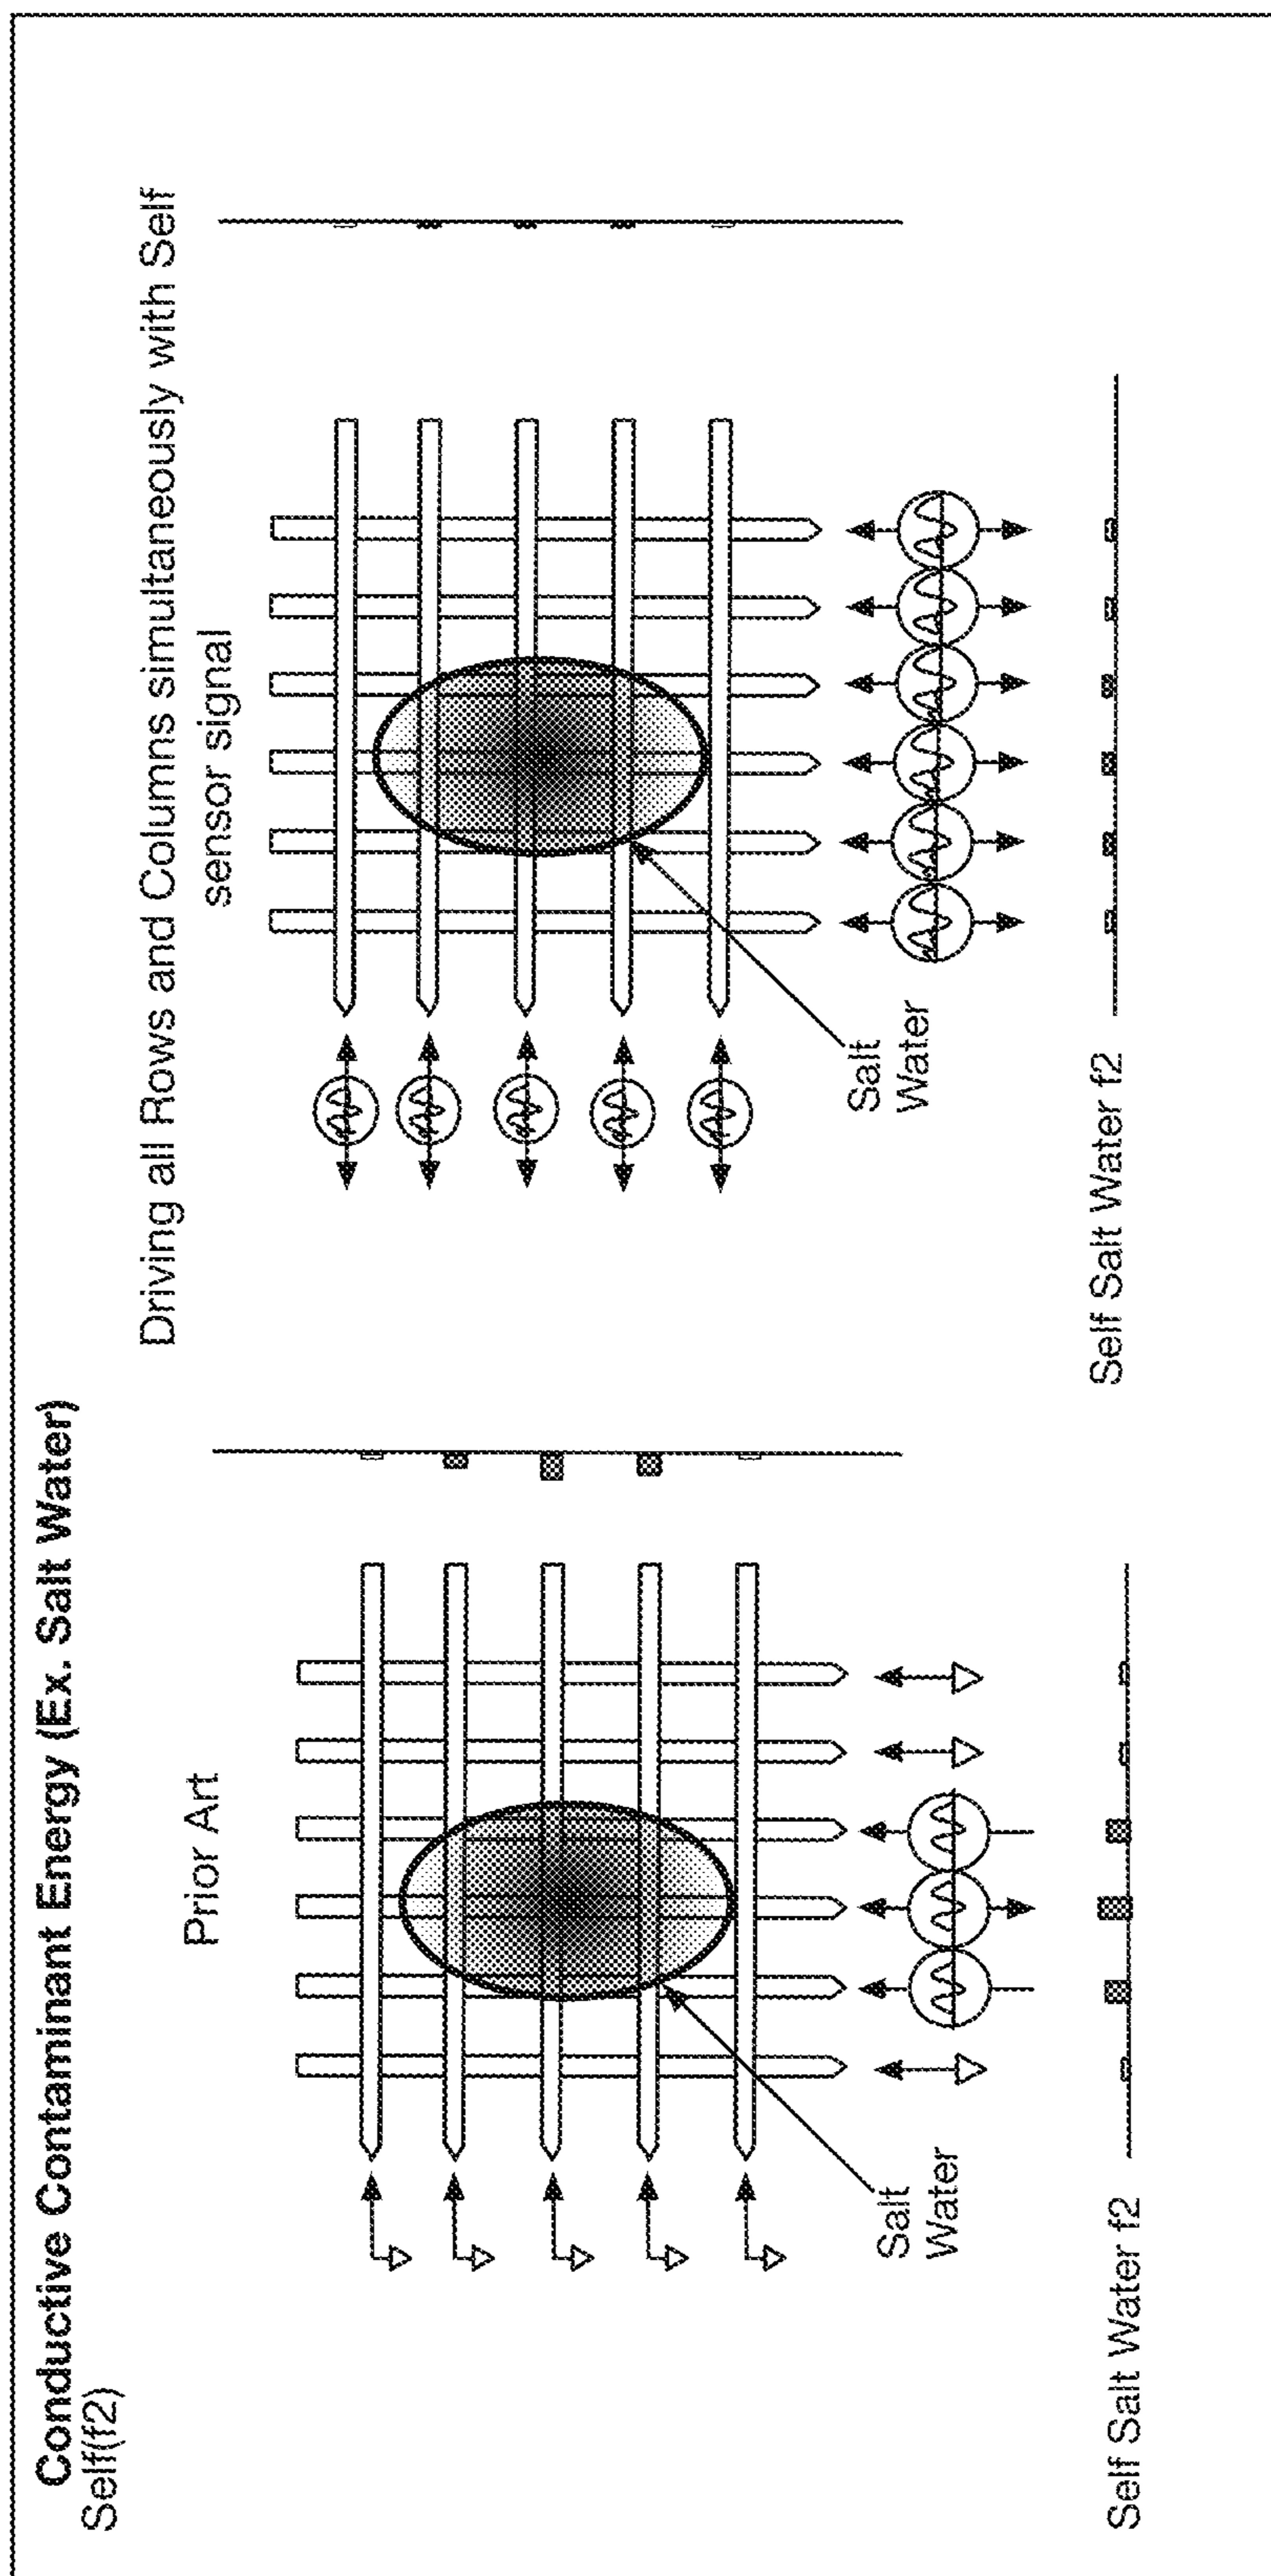 Conductive Contaminant Energy (Ex. Salt Water)
Self(f2)
Prior Art
Salt
Water
Self Salt Water f2
Driving all Rows and Columns simultaneously with Self
sensor signal
Salt
Water
Self Salt Water f2